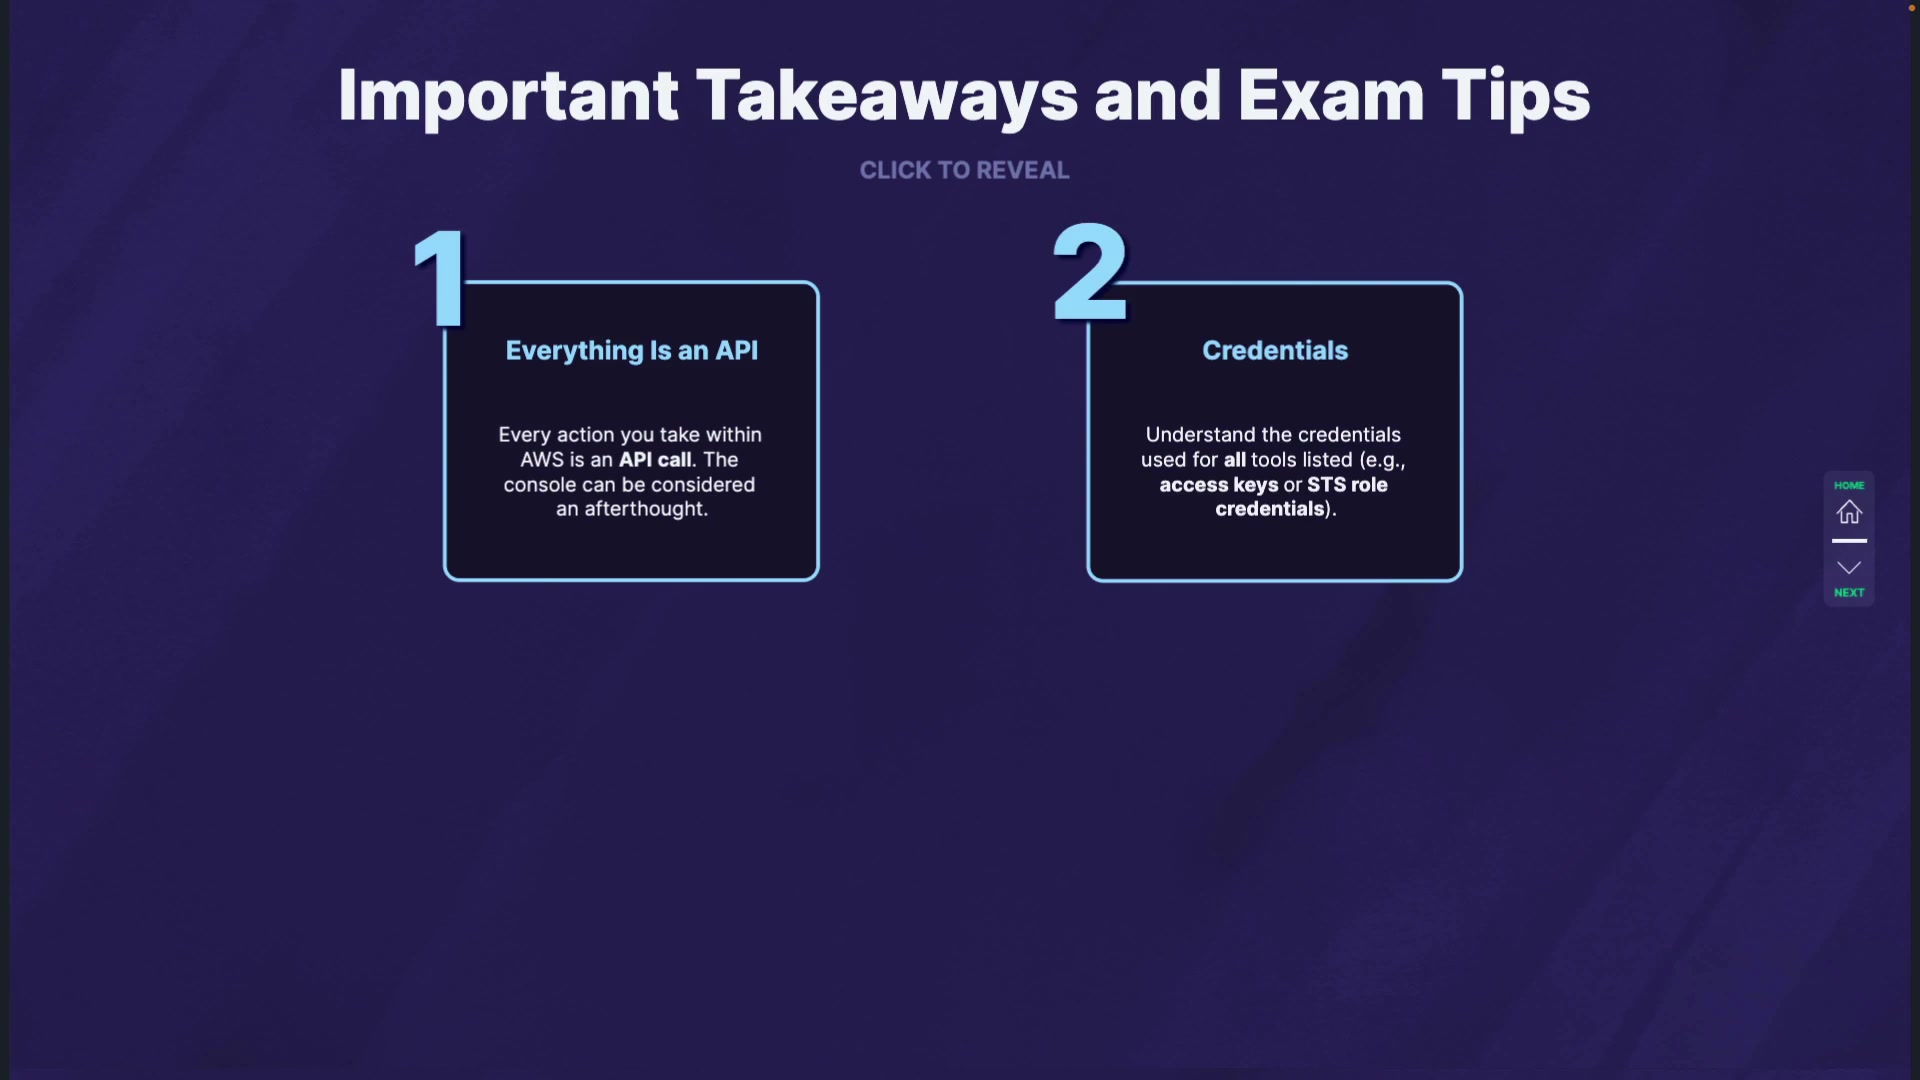 Important Takeaways and Exam Tips
CLICK TO REVEAL
1
Everything Is an API
Every action you take within
AWS is an API call. The
console can be considered
an afterthought.
2
Credentials
Understand the credentials
used for all tools listed (e.g.,
access keys or STS role
credentials).
HOME
NEXT